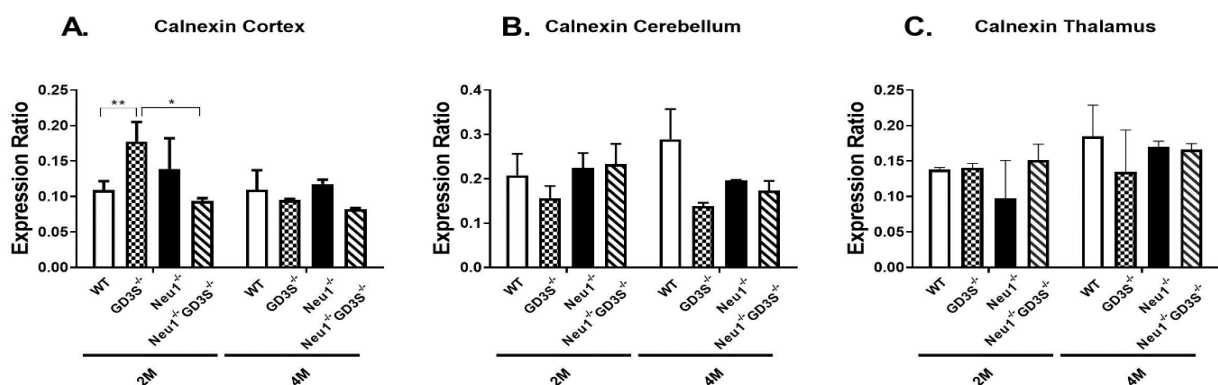 A. Calnexin Cortex
Expression Ratio
0.25
0.20
0.15
0.10
0.05
0.00
** *
WT GD3S⁻/⁻ Neu1⁻/⁻ Neu1⁻/⁻GD3S⁻/⁻ WT GD3S⁻/⁻ Neu1⁻/⁻ Neu1⁻/⁻GD3S⁻/⁻
2M 4M
B. Calnexin Cerebellum
Expression Ratio
0.4
0.3
0.2
0.1
0.0
WT GD3S⁻/⁻ Neu1⁻/⁻ Neu1⁻/⁻GD3S⁻/⁻ WT GD3S⁻/⁻ Neu1⁻/⁻ Neu1⁻/⁻GD3S⁻/⁻
2M 4M
C. Calnexin Thalamus
Expression Ratio
0.25
0.20
0.15
0.10
0.05
0.00
WT GD3S⁻/⁻ Neu1⁻/⁻ Neu1⁻/⁻GD3S⁻/⁻ WT GD3S⁻/⁻ Neu1⁻/⁻ Neu1⁻/⁻GD3S⁻/⁻
2M 4M